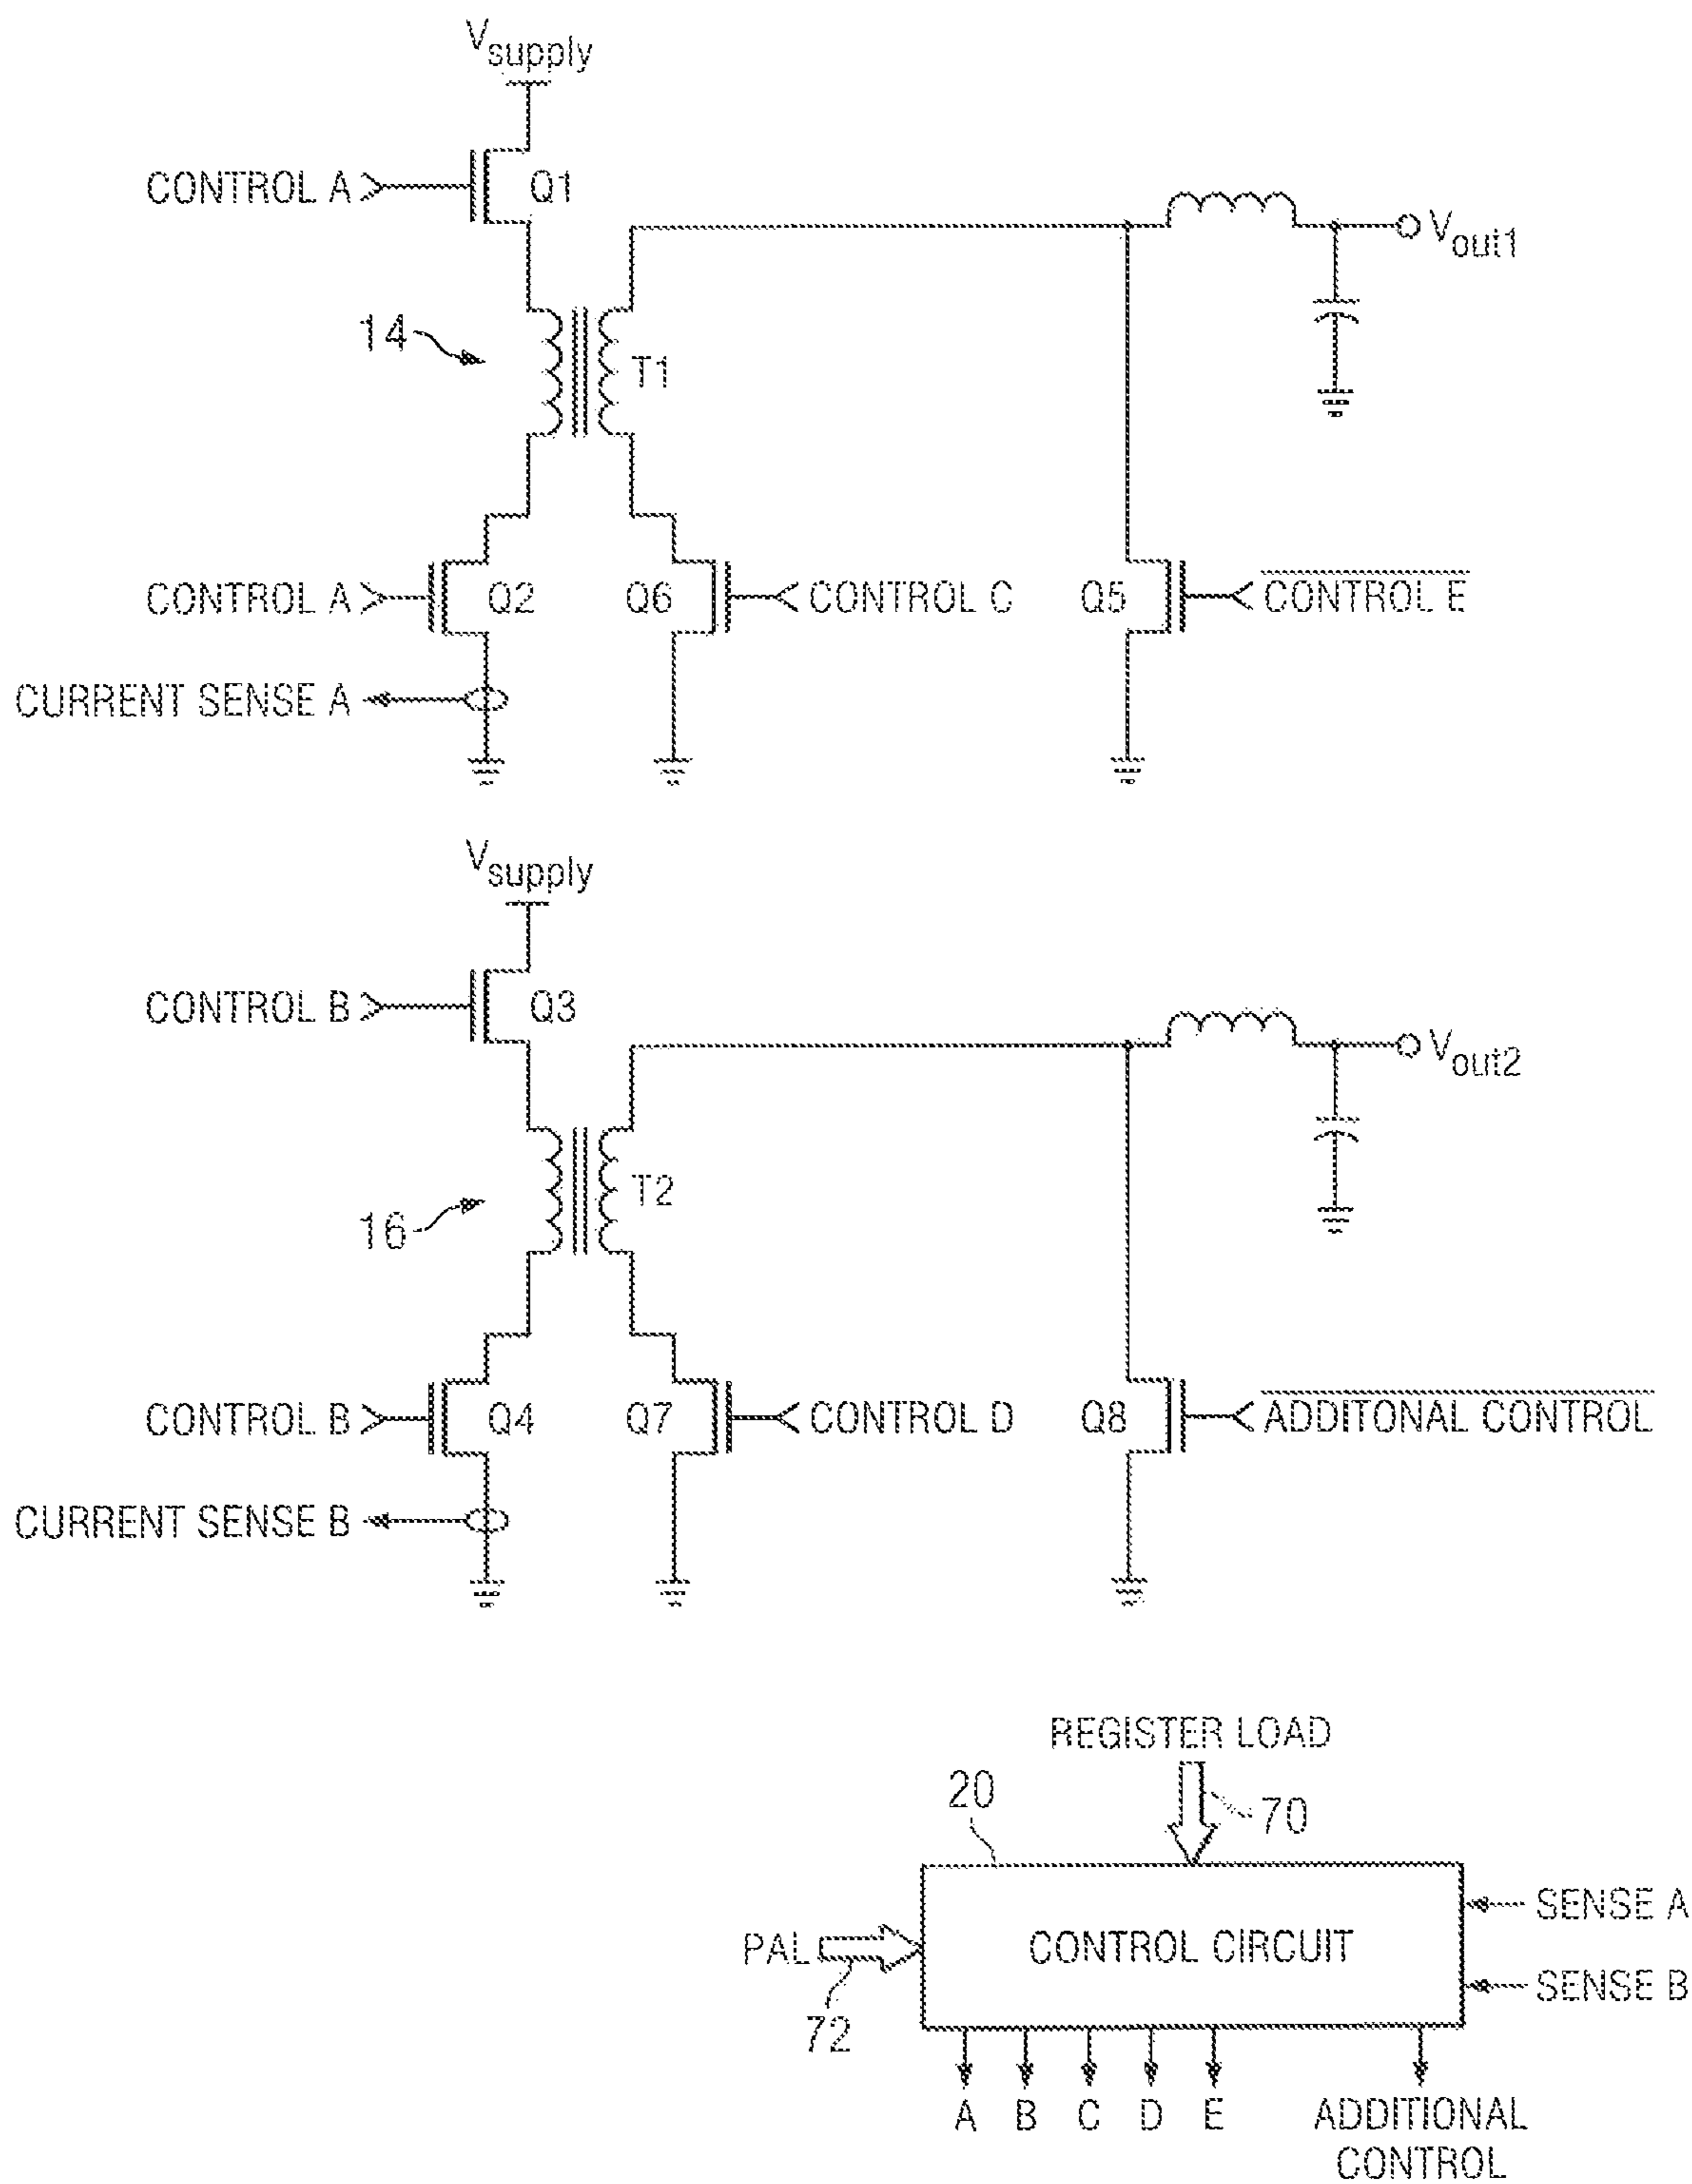 Vsupply
CONTROL A
Q1
Vout1
14
T1
CONTROL A
Q2
Q6
CONTROL C
Q5
CONTROL E
CURRENT SENSE A
Vsupply
CONTROL B
Q3
Vout2
16
T2
CONTROL B
Q4
Q7
CONTROL D
Q8
ADDITONAL CONTROL
CURRENT SENSE B
REGISTER LOAD
20
70
SENSE A
PAL
CONTROL CIRCUIT
SENSE B
72
A B C D E
ADDITIONAL
CONTROL